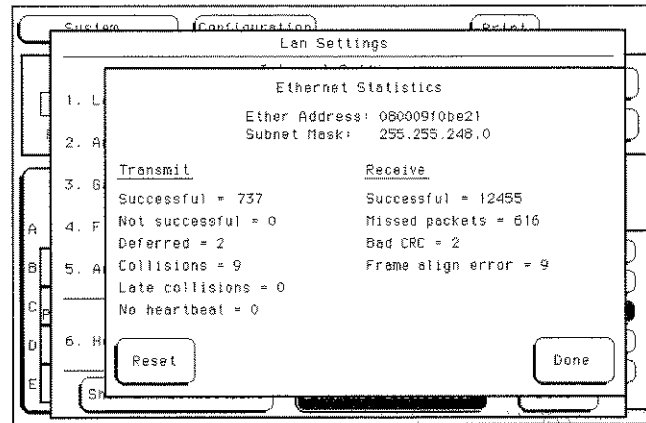 System Configuration Print
Lan Settings
Ethernet Statistics
Ether Address: 080009f0be21
Subnet Mask: 255.255.248.0
Transmit
Successful = 737
Not successful = 0
Deferred = 2
Collisions = 9
Late collisions = 0
No heartbeat = 0
Receive
Successful = 12455
Missed packets = 616
Bad CRC = 2
Frame align error = 9
Reset
Done
1. L
2. A
3. G
4. F
5. A
6. H
A
B
C P
D
E